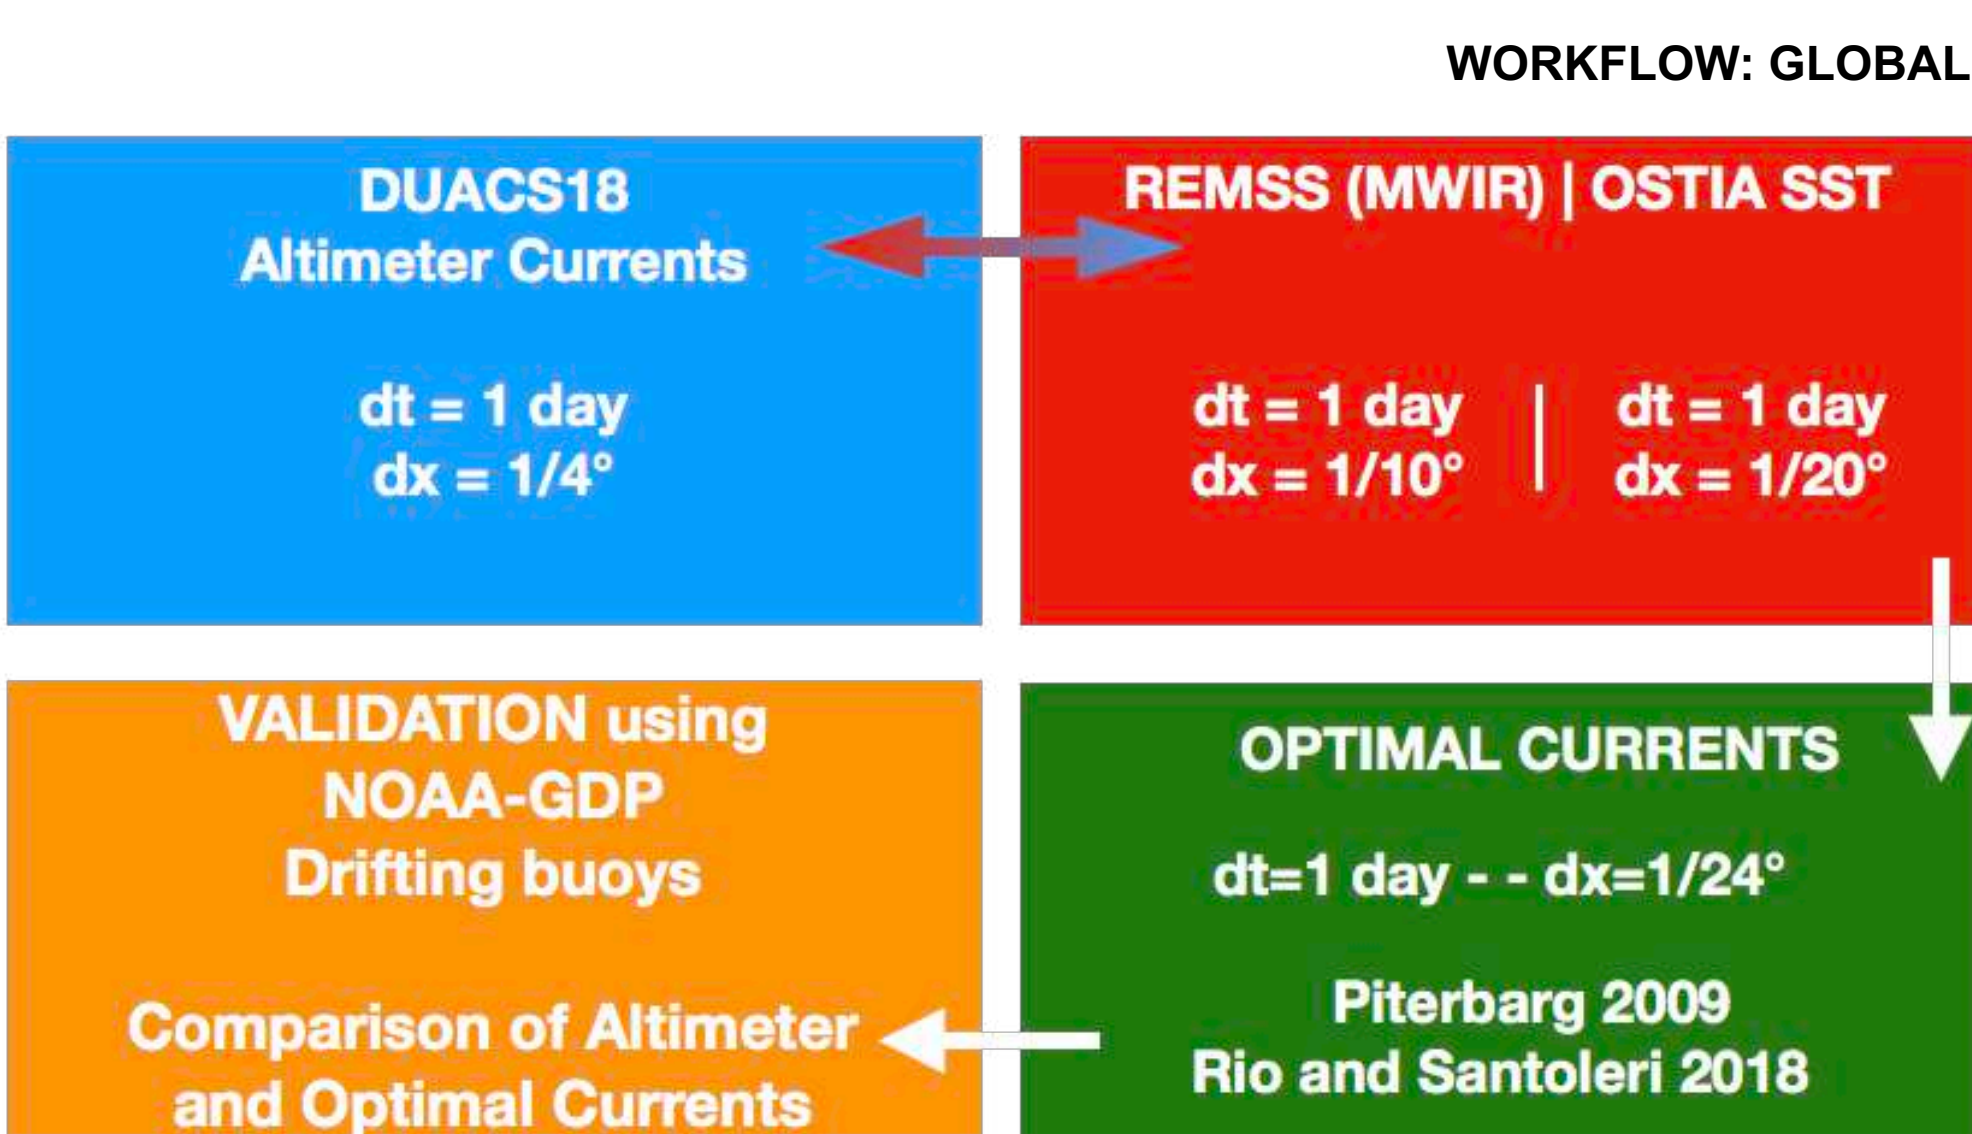 WORKFLOW: GLOBAL
DUACS18
Altimeter Currents
dt = 1 day
dx = 1/4°
REMSS (MWIR) | OSTIA SST
dt = 1 day | dt = 1 day
dx = 1/10° | dx = 1/20°
VALIDATION using
NOAA-GDP
Drifting buoys
Comparison of Altimeter
and Optimal Currents
OPTIMAL CURRENTS
dt=1 day - - dx=1/24°
Piterbarg 2009
Rio and Santoleri 2018